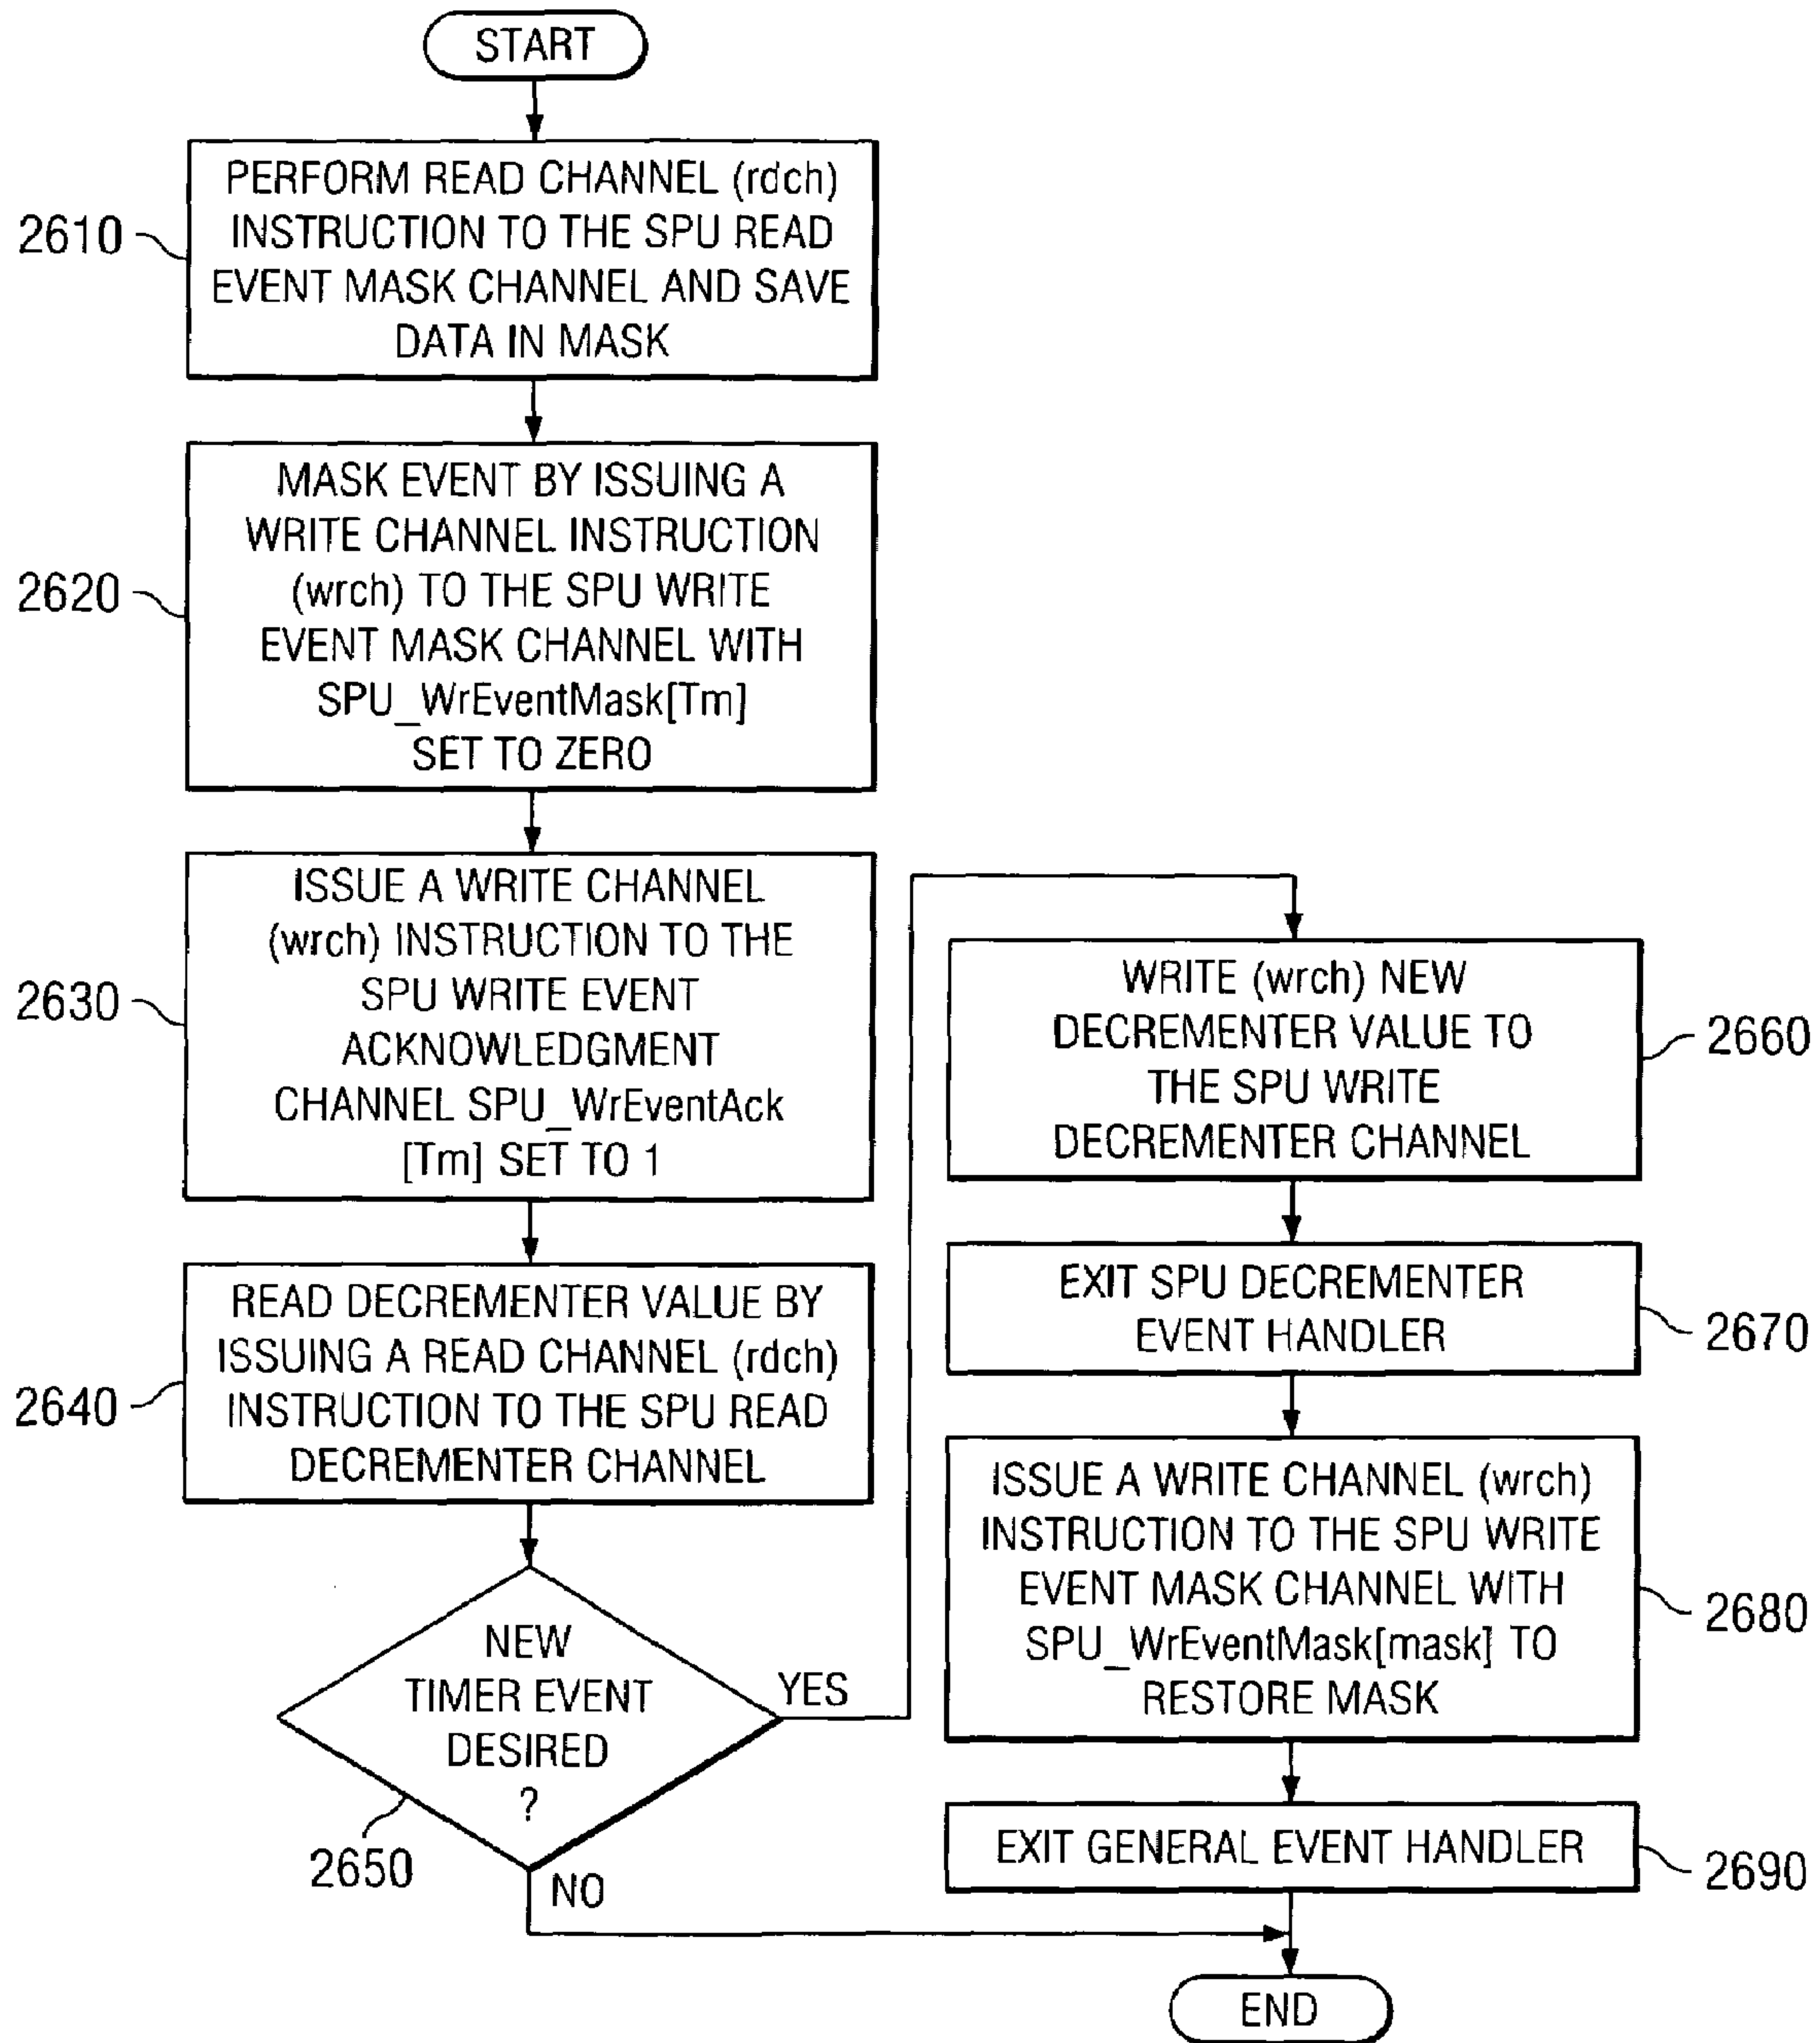 START
2610
PERFORM READ CHANNEL (rdch)
INSTRUCTION TO THE SPU READ
EVENT MASK CHANNEL AND SAVE
DATA IN MASK
2620
MASK EVENT BY ISSUING A
WRITE CHANNEL INSTRUCTION
(wrch) TO THE SPU WRITE
EVENT MASK CHANNEL WITH
SPU_WrEventMask[Tm]
SET TO ZERO
2630
ISSUE A WRITE CHANNEL
(wrch) INSTRUCTION TO THE
SPU WRITE EVENT
ACKNOWLEDGMENT
CHANNEL SPU_WrEventAck
[Tm] SET TO 1
2640
READ DECREMENTER VALUE BY
ISSUING A READ CHANNEL (rdch)
INSTRUCTION TO THE SPU READ
DECREMENTER CHANNEL
NEW
TIMER EVENT
DESIRED
?
2650
YES
NO
WRITE (wrch) NEW
DECREMENTER VALUE TO
THE SPU WRITE
DECREMENTER CHANNEL
2660
EXIT SPU DECREMENTER
EVENT HANDLER
2670
ISSUE A WRITE CHANNEL (wrch)
INSTRUCTION TO THE SPU WRITE
EVENT MASK CHANNEL WITH
SPU_WrEventMask[mask] TO
RESTORE MASK
2680
EXIT GENERAL EVENT HANDLER
2690
END